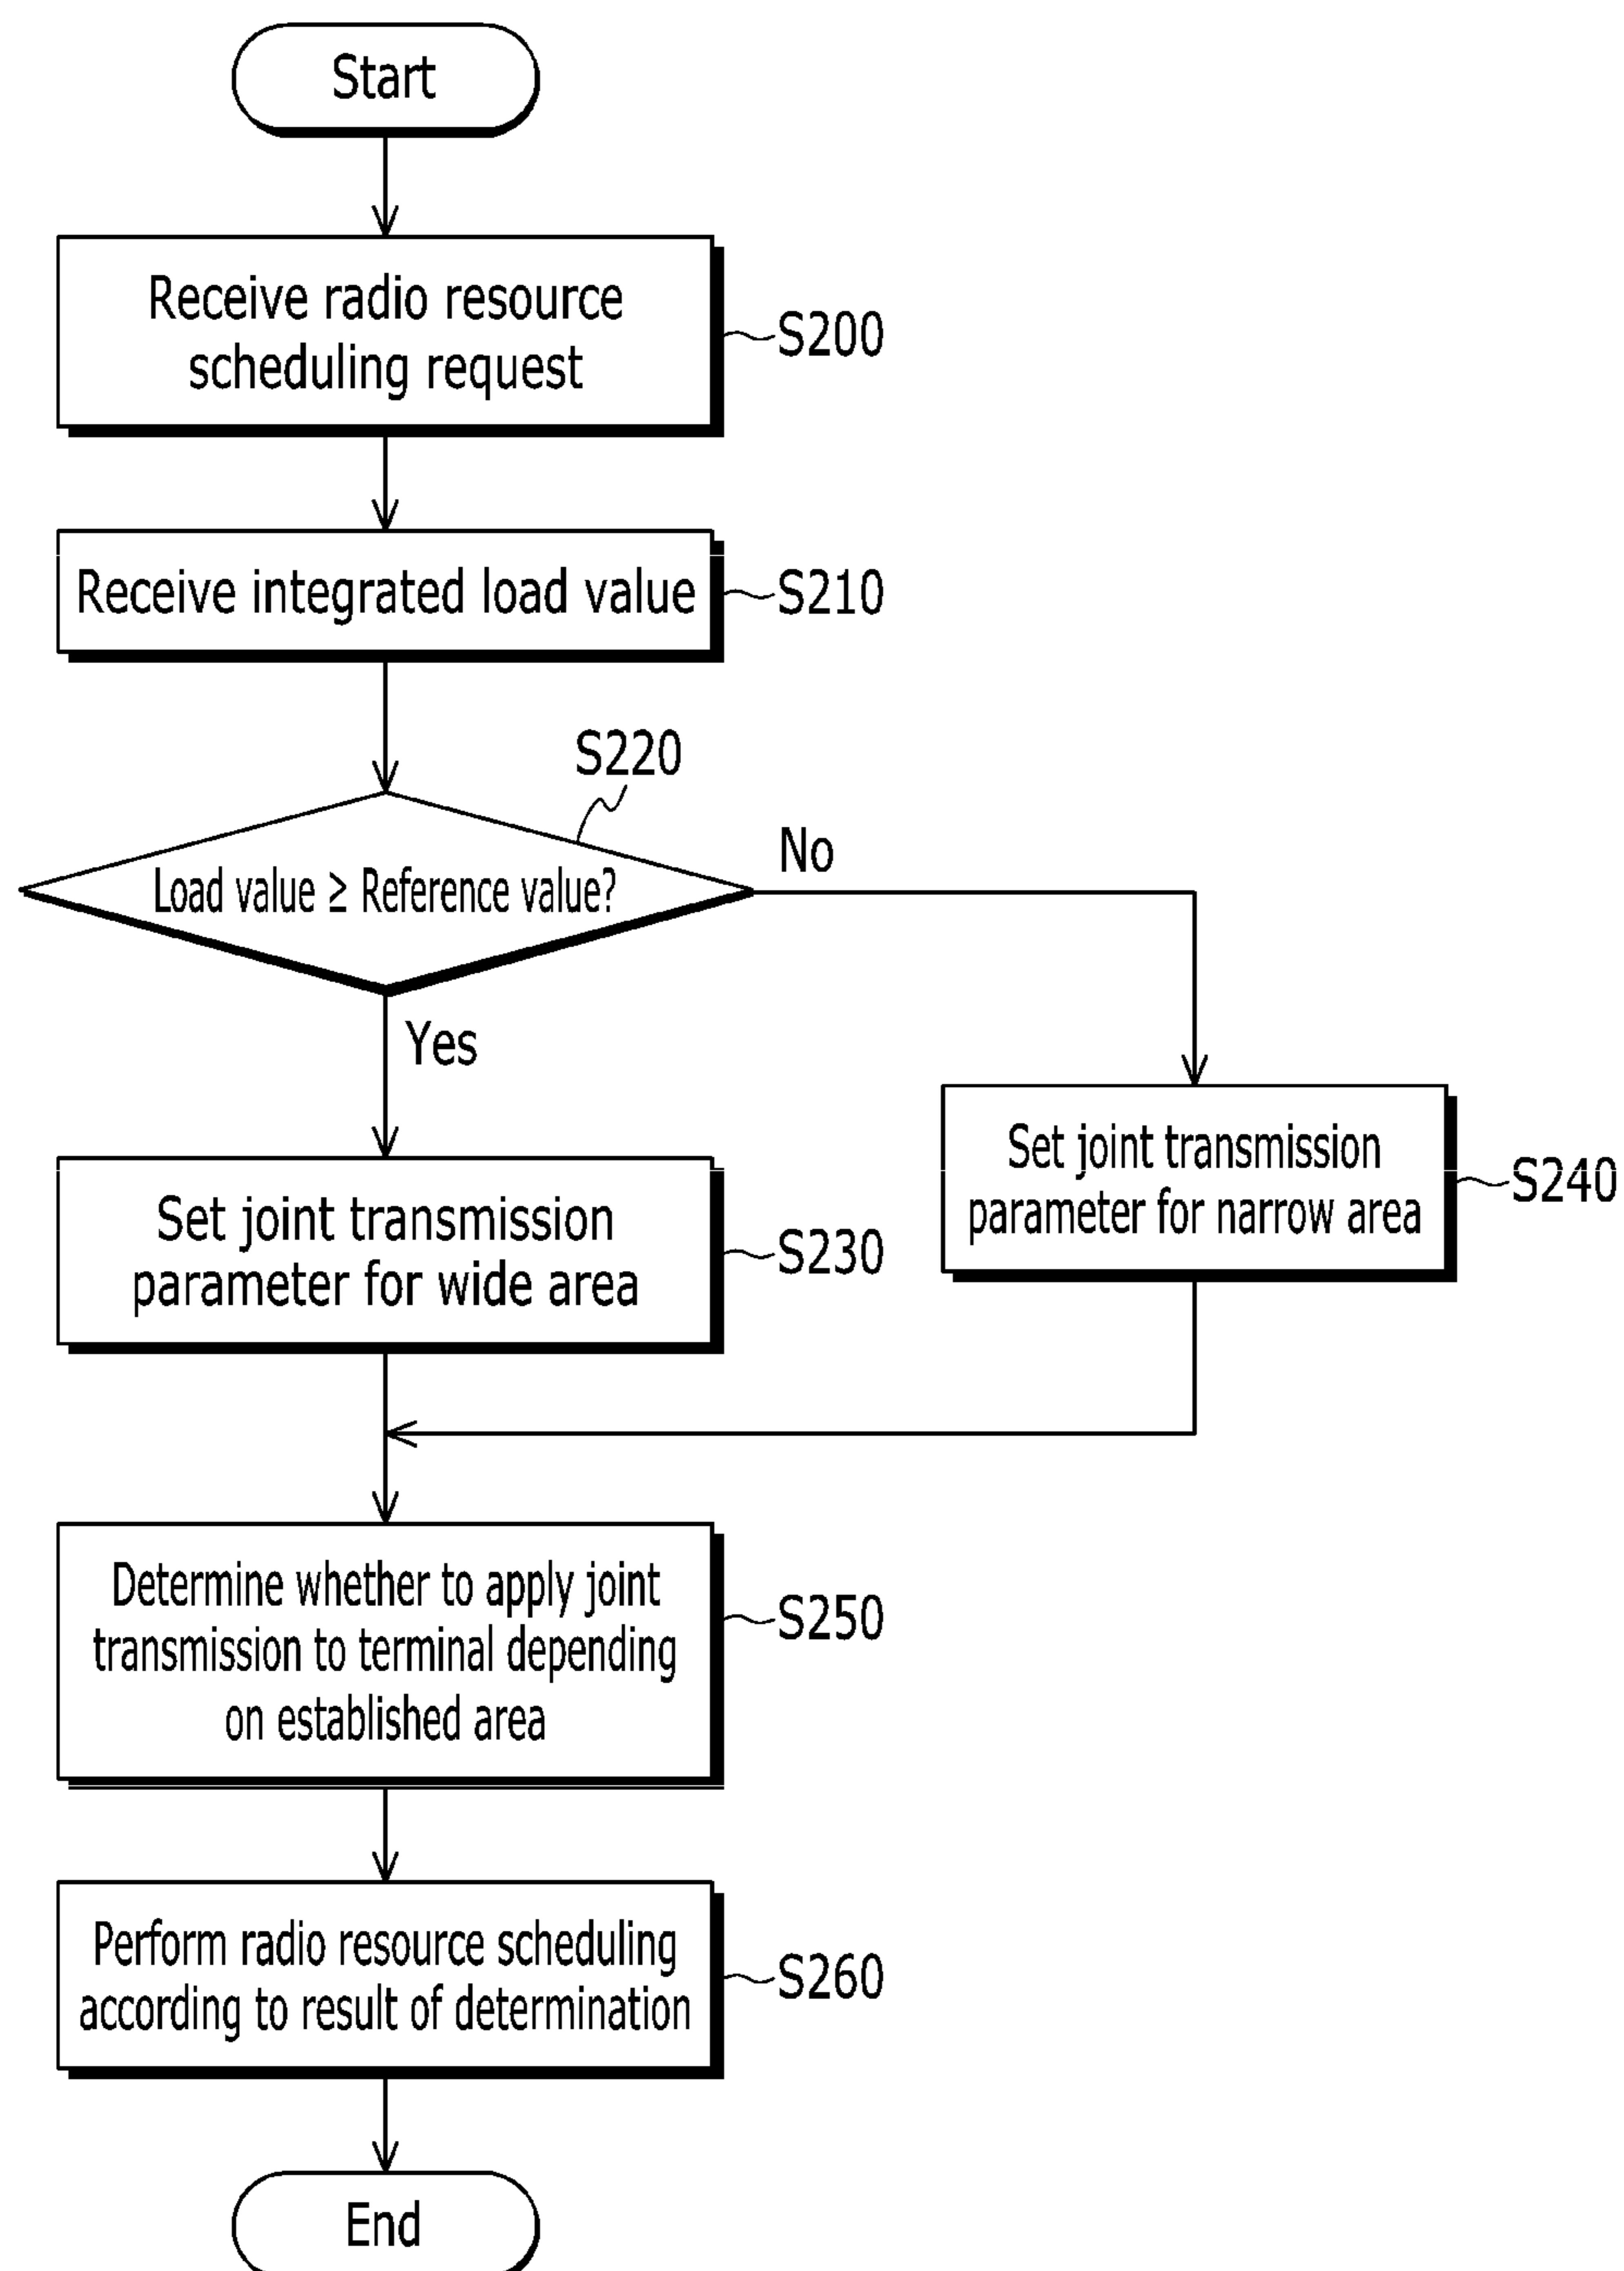 Start
Receive radio resource
scheduling request
S200
Receive integrated load value
S210
S220
Load value ≥ Reference value?
No
Yes
Set joint transmission
parameter for narrow area
S240
Set joint transmission
parameter for wide area
S230
Determine whether to apply joint
transmission to terminal depending
on established area
S250
Perform radio resource scheduling
according to result of determination
S260
End